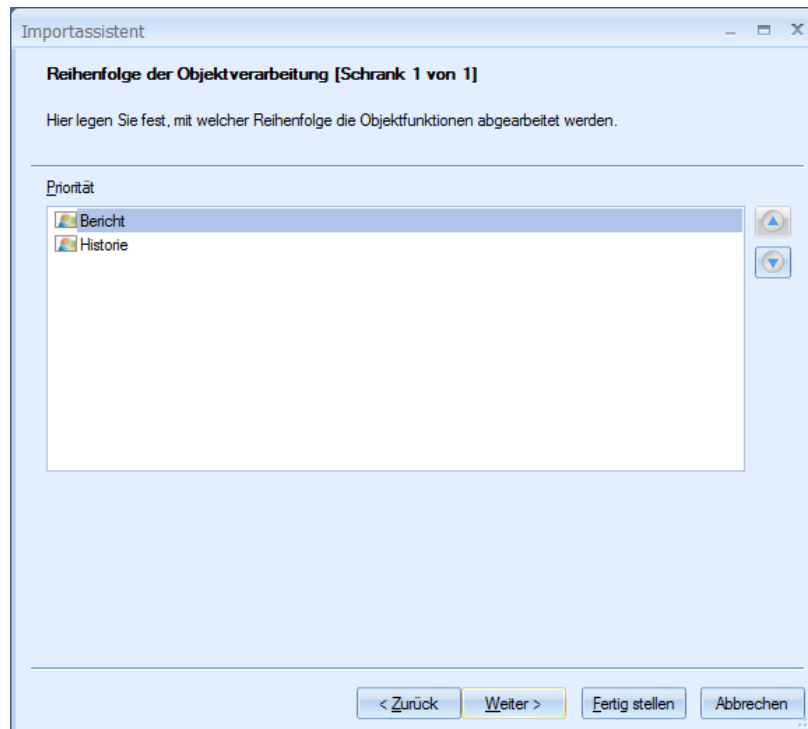 Importassistent
Reihenfolge der Objektverarbeitung [Schrank 1 von 1]
Hier legen Sie fest, mit welcher Reihenfolge die Objektfunktionen abgearbeitet werden.
Priorität
Bericht
Historie
< Zurück Weiter > Fertig stellen Abbrechen